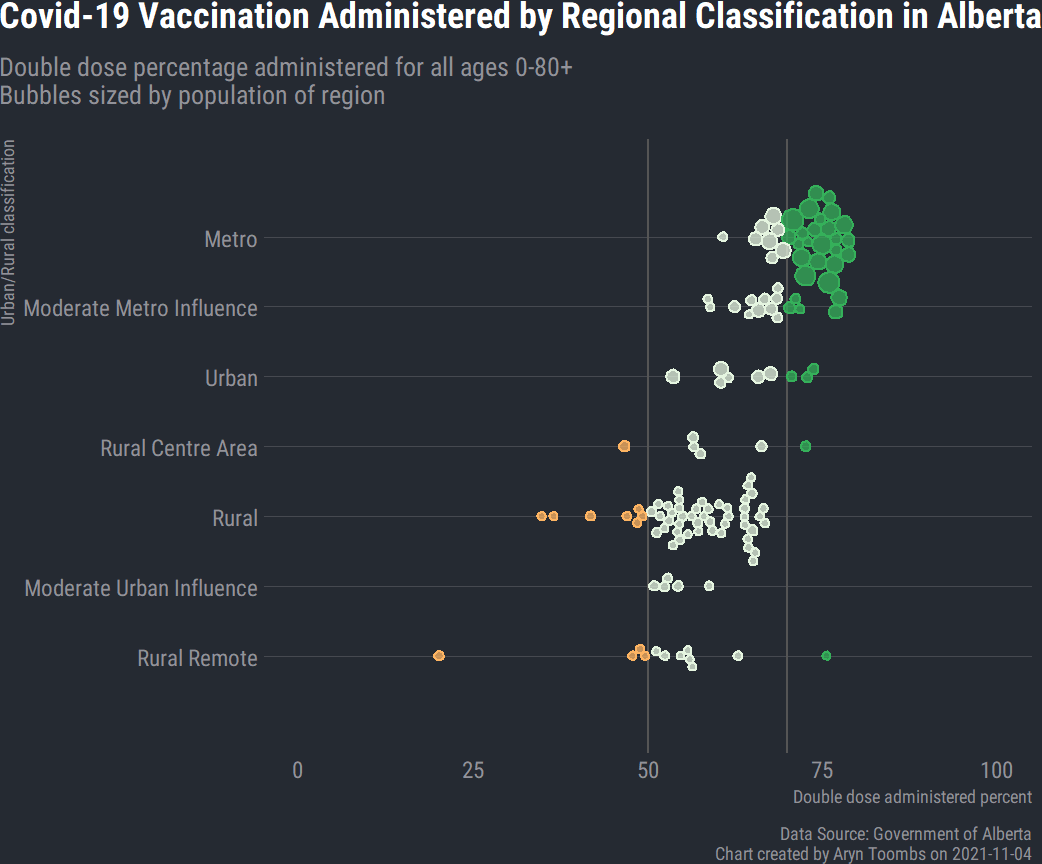 Covid-19 Vaccination Administered by Regional Classification in Alberta
Double dose percentage administered for all ages 0-80+
Bubbles sized by population of region
Urban/Rural classification
Metro
Moderate Metro Influence
Urban
Rural Centre Area
Rural
Moderate Urban Influence
Rural Remote
0 25 50 75 100
Double dose administered percent
Data Source: Government of Alberta
Chart created by Aryn Toombs on 2021-11-04